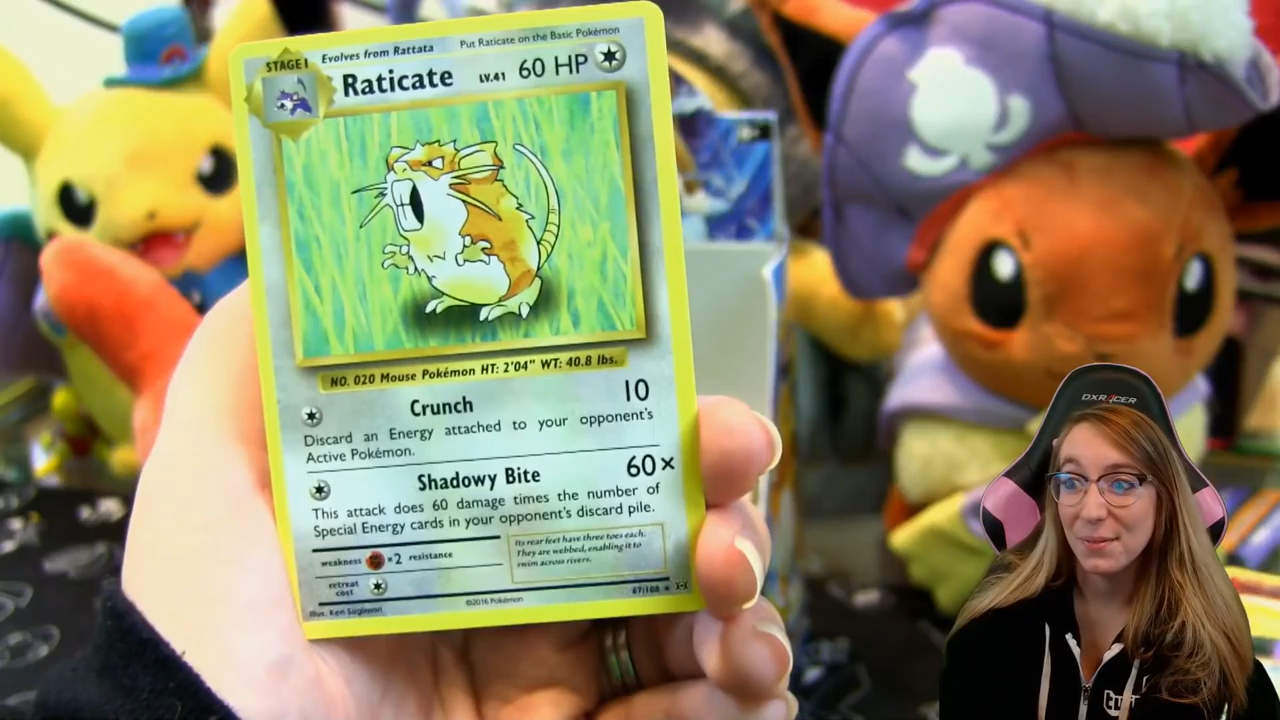 STAGE 1 Evolves from Rattata Put Raticate on the Basic Pokémon
Raticate LV.41 60 HP
NO. 020 Mouse Pokémon HT: 2'04" WT: 40.8 lbs.
Crunch 10
Discard an Energy attached to your opponent's
Active Pokémon.
Shadowy Bite 60×
This attack does 60 damage times the number of
Special Energy cards in your opponent's discard pile.
weakness ×2 resistance
Its rear feet have three toes each.
They are webbed, enabling it to
swim across rivers.
retreat
cost
Illus. Ken Sugimori ©2016 Pokémon 67/108
DXRACER